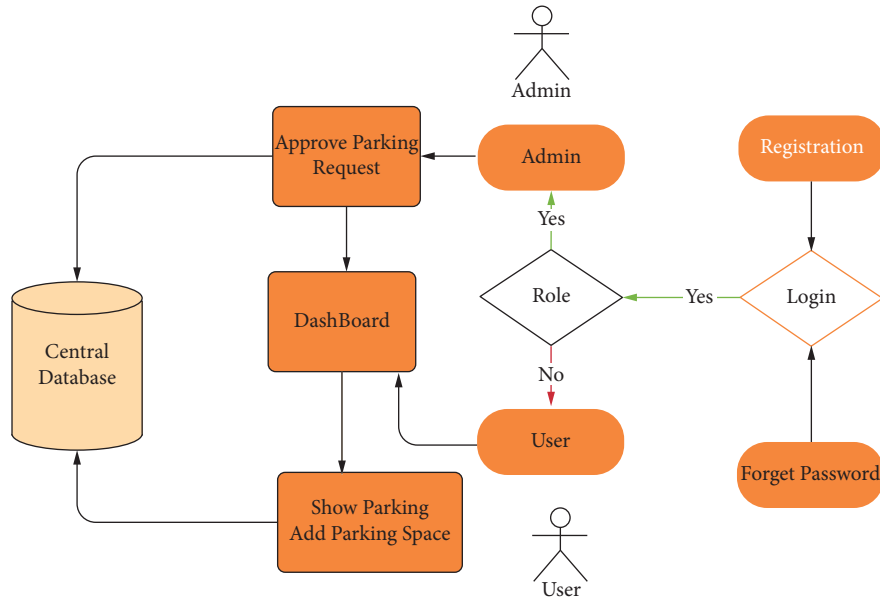 Admin
Approve Parking
Request
Admin
Registration
Yes
DashBoard
Role
Yes
Login
Central
Database
No
User
Forget Password
Show Parking
Add Parking Space
User